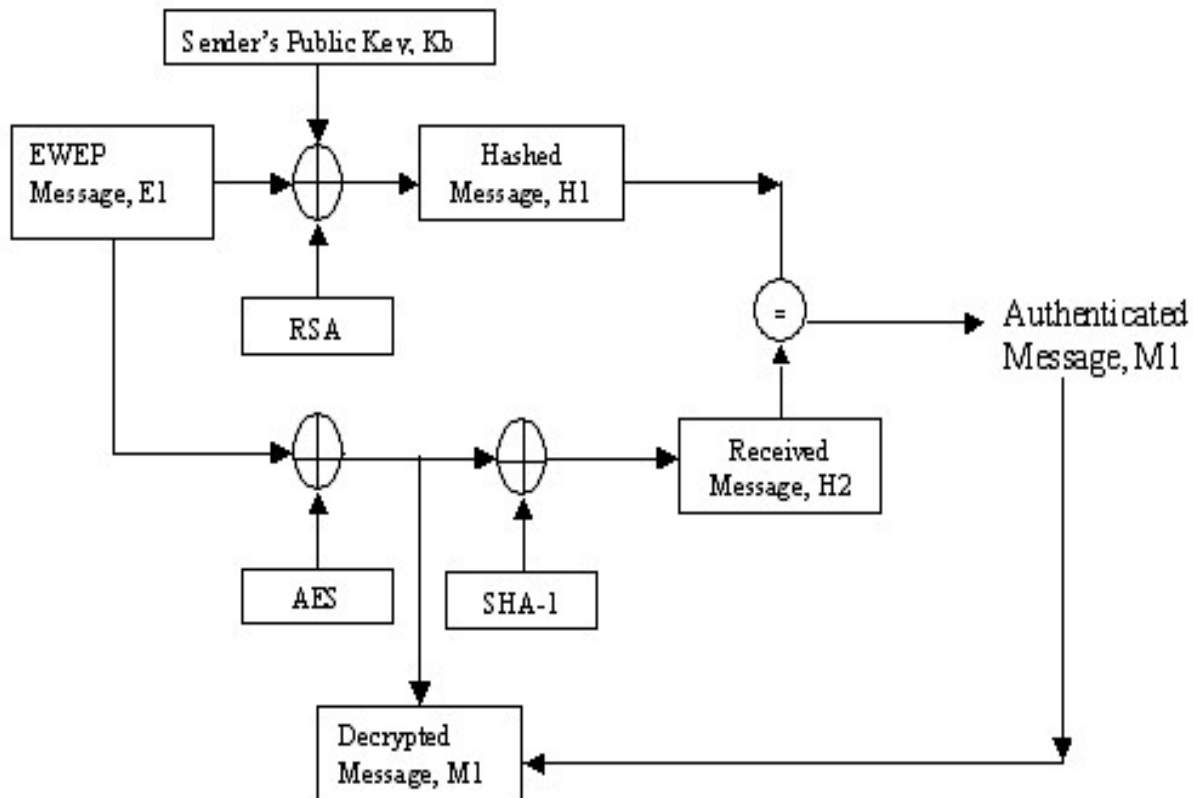 Sender's Public Key, Kb
EWEP
Message, E1
Hashed
Message, H1
RSA
=
Authenticated
Message, M1
Received
Message, H2
AES
SHA-1
Decrypted
Message, M1